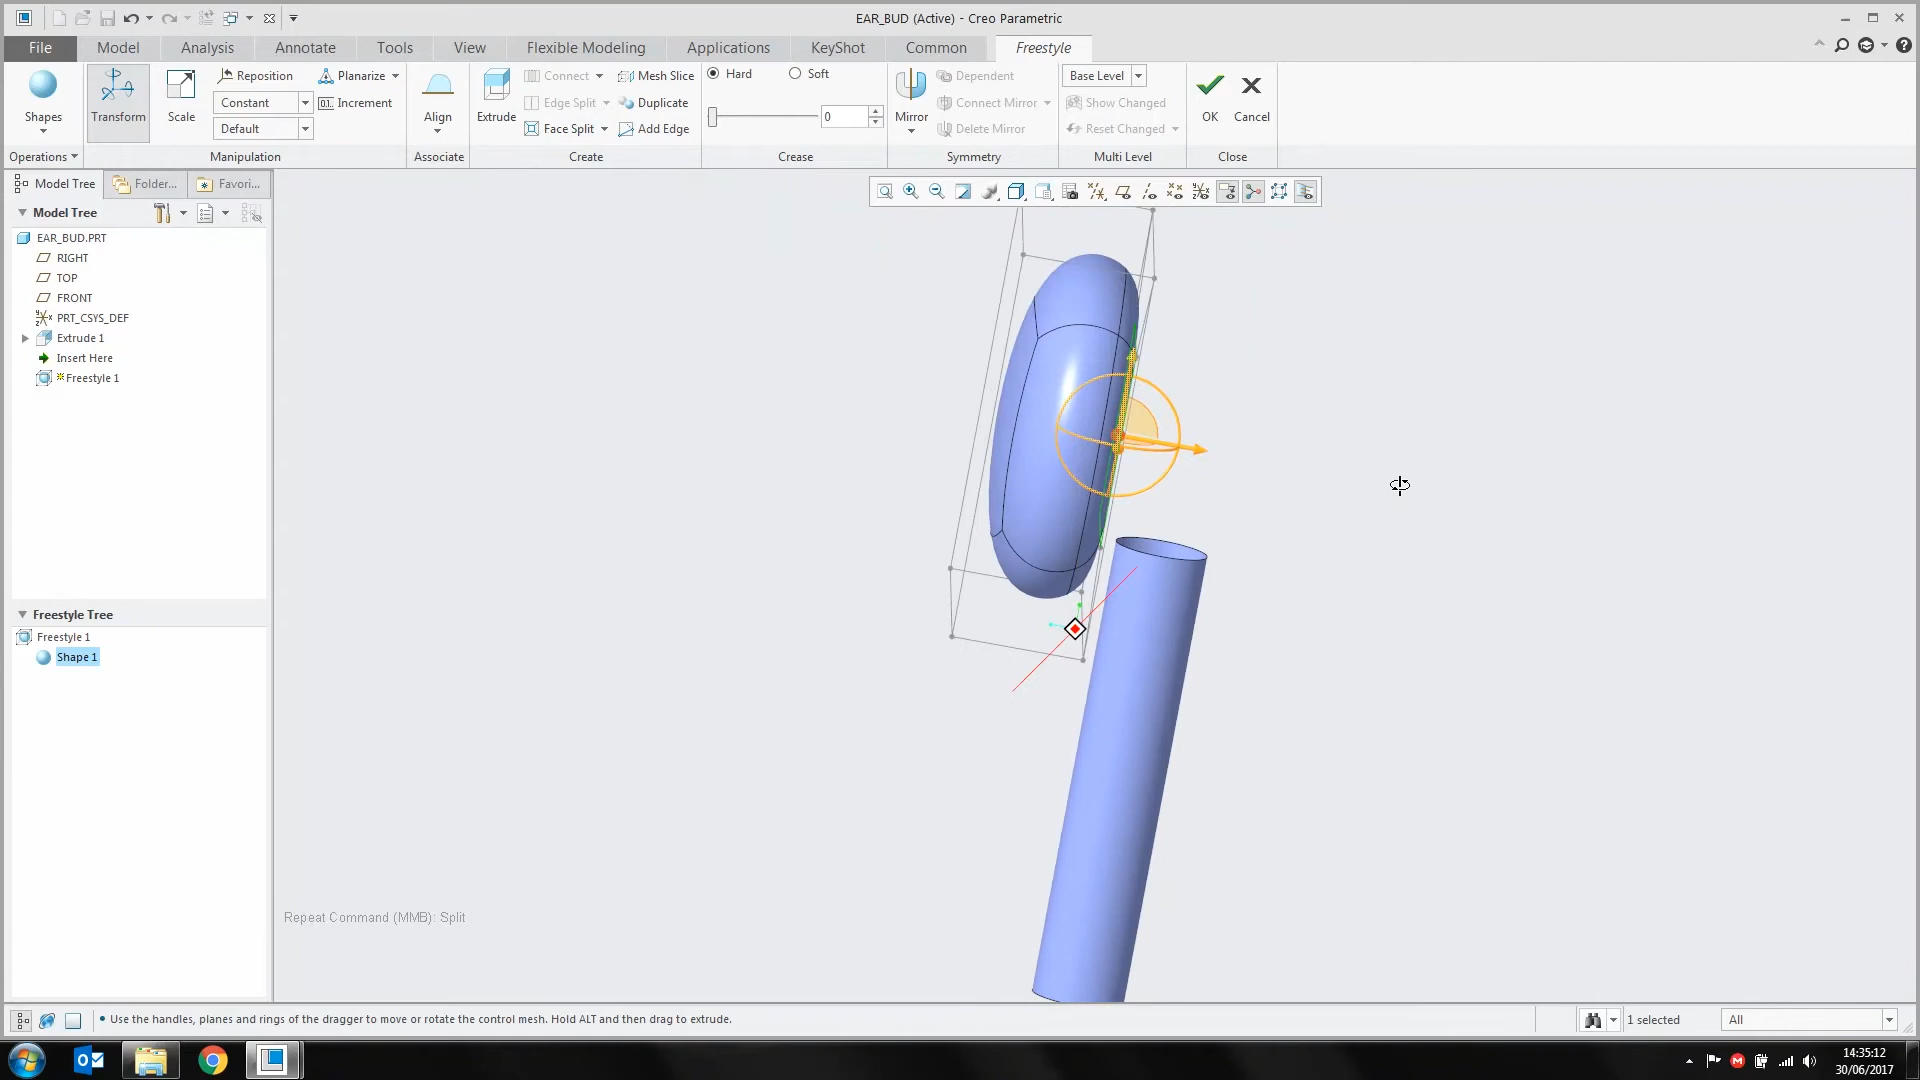 EAR_BUD (Active) - Creo Parametric
File
Model
Analysis
Annotate
Tools
View
Flexible Modeling
Applications
KeyShot
Common
Freestyle
Shapes
Operations
Transform
Scale
Reposition
Constant
Default
Planarize
Increment
Manipulation
Align
Associate
Extrude
Connect
Edge Split
Face Split
Mesh Slice
Duplicate
Add Edge
Create
Hard
Soft
0
Crease
Mirror
Dependent
Connect Mirror
Delete Mirror
Symmetry
Base Level
Show Changed
Reset Changed
Multi Level
OK
Cancel
Close
Model Tree
Folder...
Favori...
Model Tree
EAR_BUD.PRT
RIGHT
TOP
FRONT
PRT_CSYS_DEF
Extrude 1
Insert Here
Freestyle 1
Freestyle Tree
Freestyle 1
Shape 1
Repeat Command (MMB): Split
• Use the handles, planes and rings of the dragger to move or rotate the control mesh. Hold ALT and then drag to extrude.
1 selected
All
14:35:12
30/06/2017